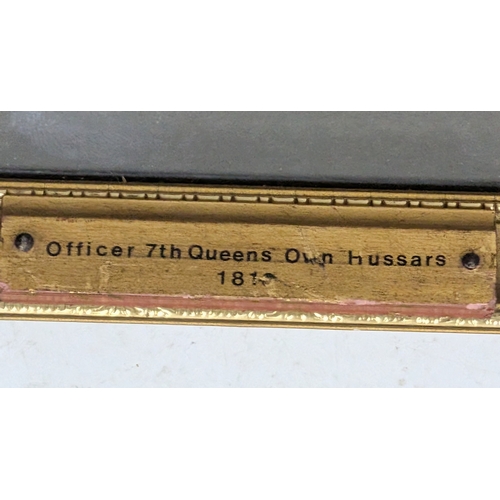 Officer 7th Queens Own Hussars